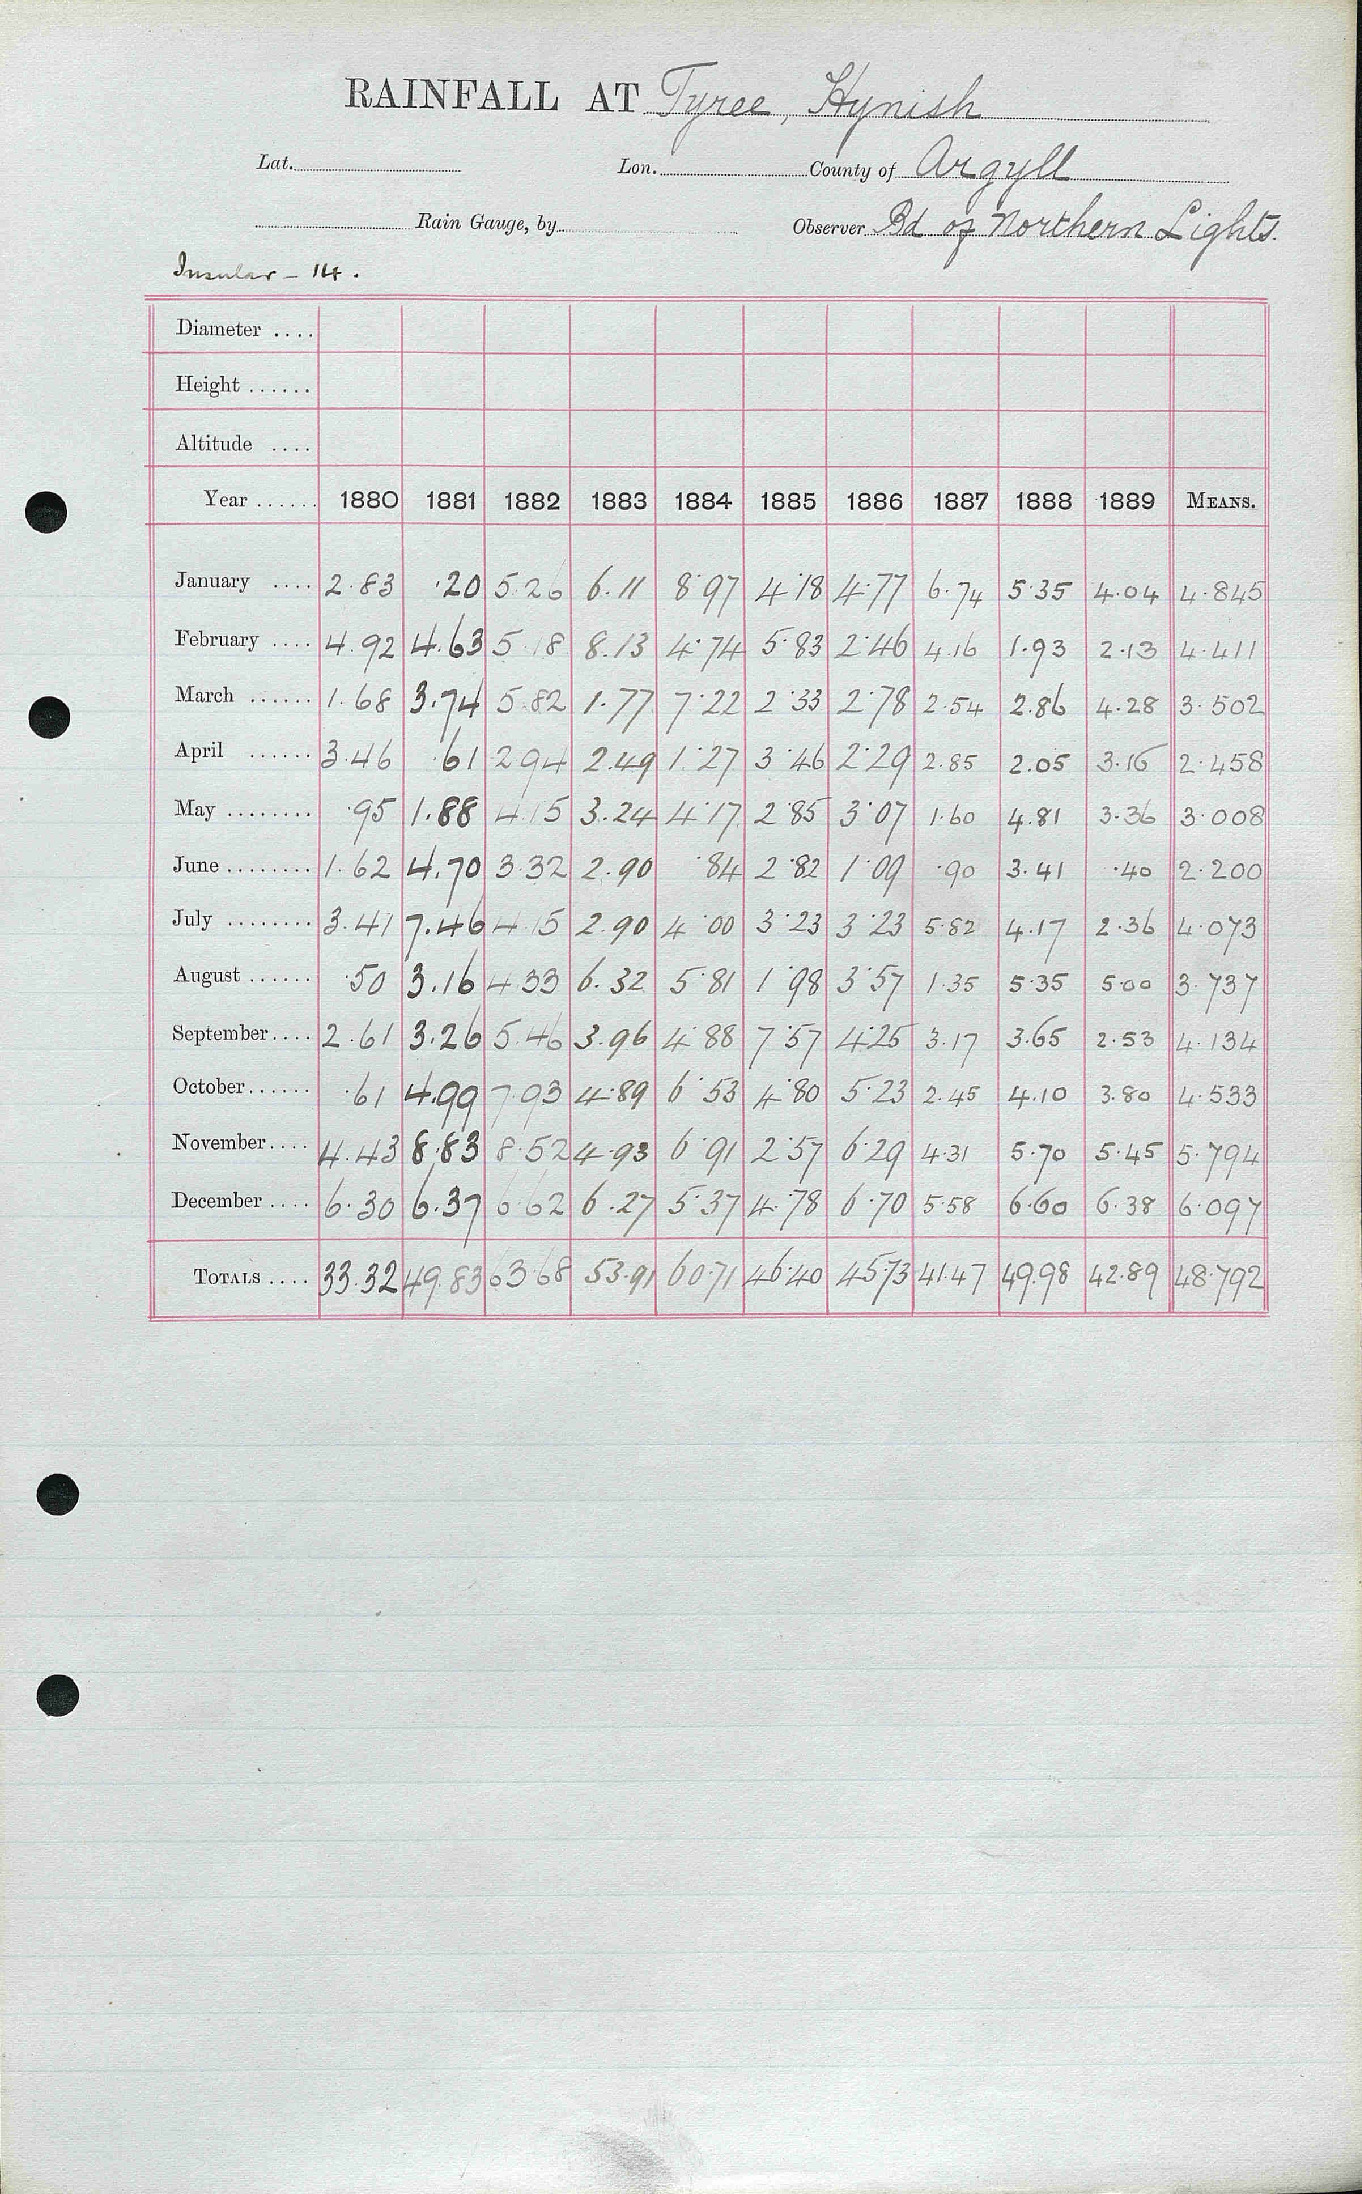 RAINFALL AT Tyree, Hynish
Lat. Lon. County of Argyll
Rain Gauge, by Observer Bd of Northern Lights.
Insular - 114.
Diameter ....
Height ......
Altitude ....
Year ...... 1880 1881 1882 1883 1884 1885 1886 1887 1888 1889 MEANS.
January .... 2.83 .20 5.26 6.11 8.97 4.18 4.77 6.74 5.35 4.04 4.845
February .... 4.92 4.63 5.18 8.13 4.74 5.83 2.46 4.16 1.93 2.13 4.411
March ...... 1.68 3.74 5.82 1.77 7.22 2.33 2.78 2.54 2.86 4.28 3.502
April ...... 3.46 .61 2.94 2.49 1.27 3.46 2.29 2.85 2.05 3.16 2.458
May ........ .95 1.88 4.15 3.24 4.17 2.85 3.07 1.60 4.81 3.36 3.008
June ........ 1.62 4.70 3.32 2.90 .84 2.82 1.09 .90 3.41 .40 2.200
July ........ 3.41 7.46 4.15 2.90 4.00 3.23 3.23 5.82 4.17 2.36 4.073
August ...... .50 3.16 4.33 6.32 5.81 1.98 3.57 1.35 5.35 5.00 3.737
September.... 2.61 3.26 5.46 3.96 4.88 7.57 4.25 3.17 3.65 2.53 4.134
October...... .61 4.99 7.93 4.89 6.53 4.80 5.23 2.45 4.10 3.80 4.533
November.... 4.43 8.83 8.52 4.93 6.91 2.57 6.29 4.31 5.70 5.45 5.794
December .... 6.30 6.37 6.62 6.27 5.37 4.78 6.70 5.58 6.60 6.38 6.097
TOTALS .... 33.32 49.83 63.68 53.91 60.71 46.40 45.73 41.47 49.98 42.89 48.792